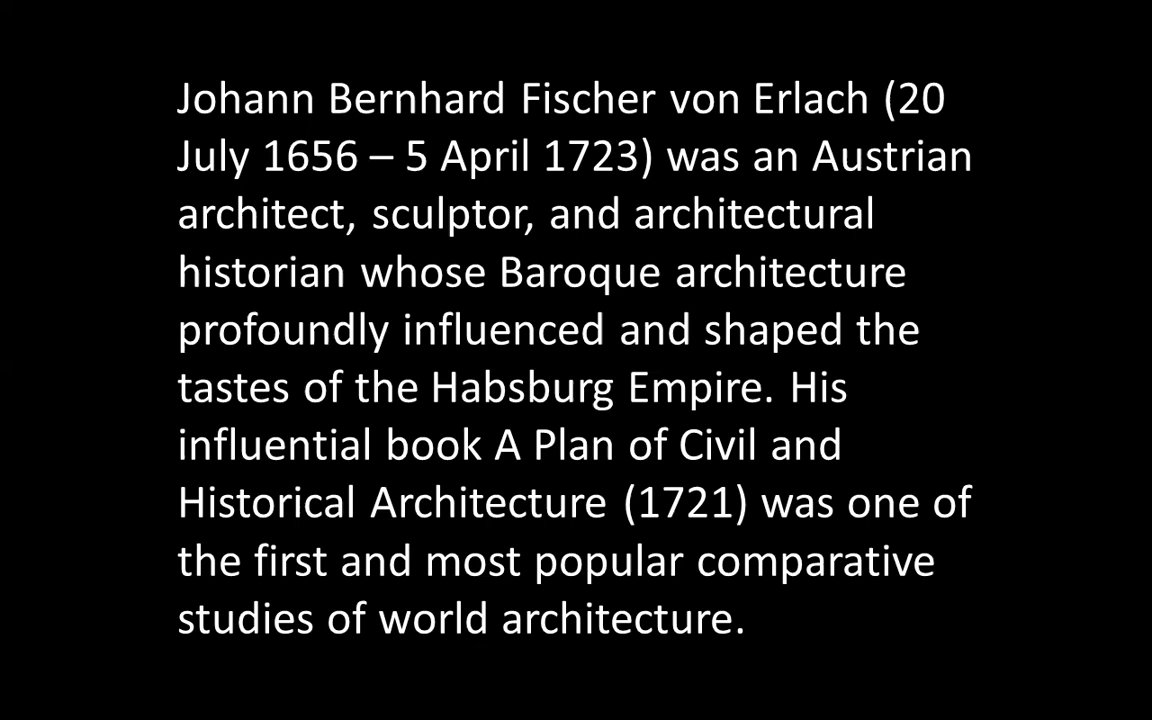 Johann Bernhard Fischer von Erlach (20
July 1656 – 5 April 1723) was an Austrian
architect, sculptor, and architectural
historian whose Baroque architecture
profoundly influenced and shaped the
tastes of the Habsburg Empire. His
influential book A Plan of Civil and
Historical Architecture (1721) was one of
the first and most popular comparative
studies of world architecture.